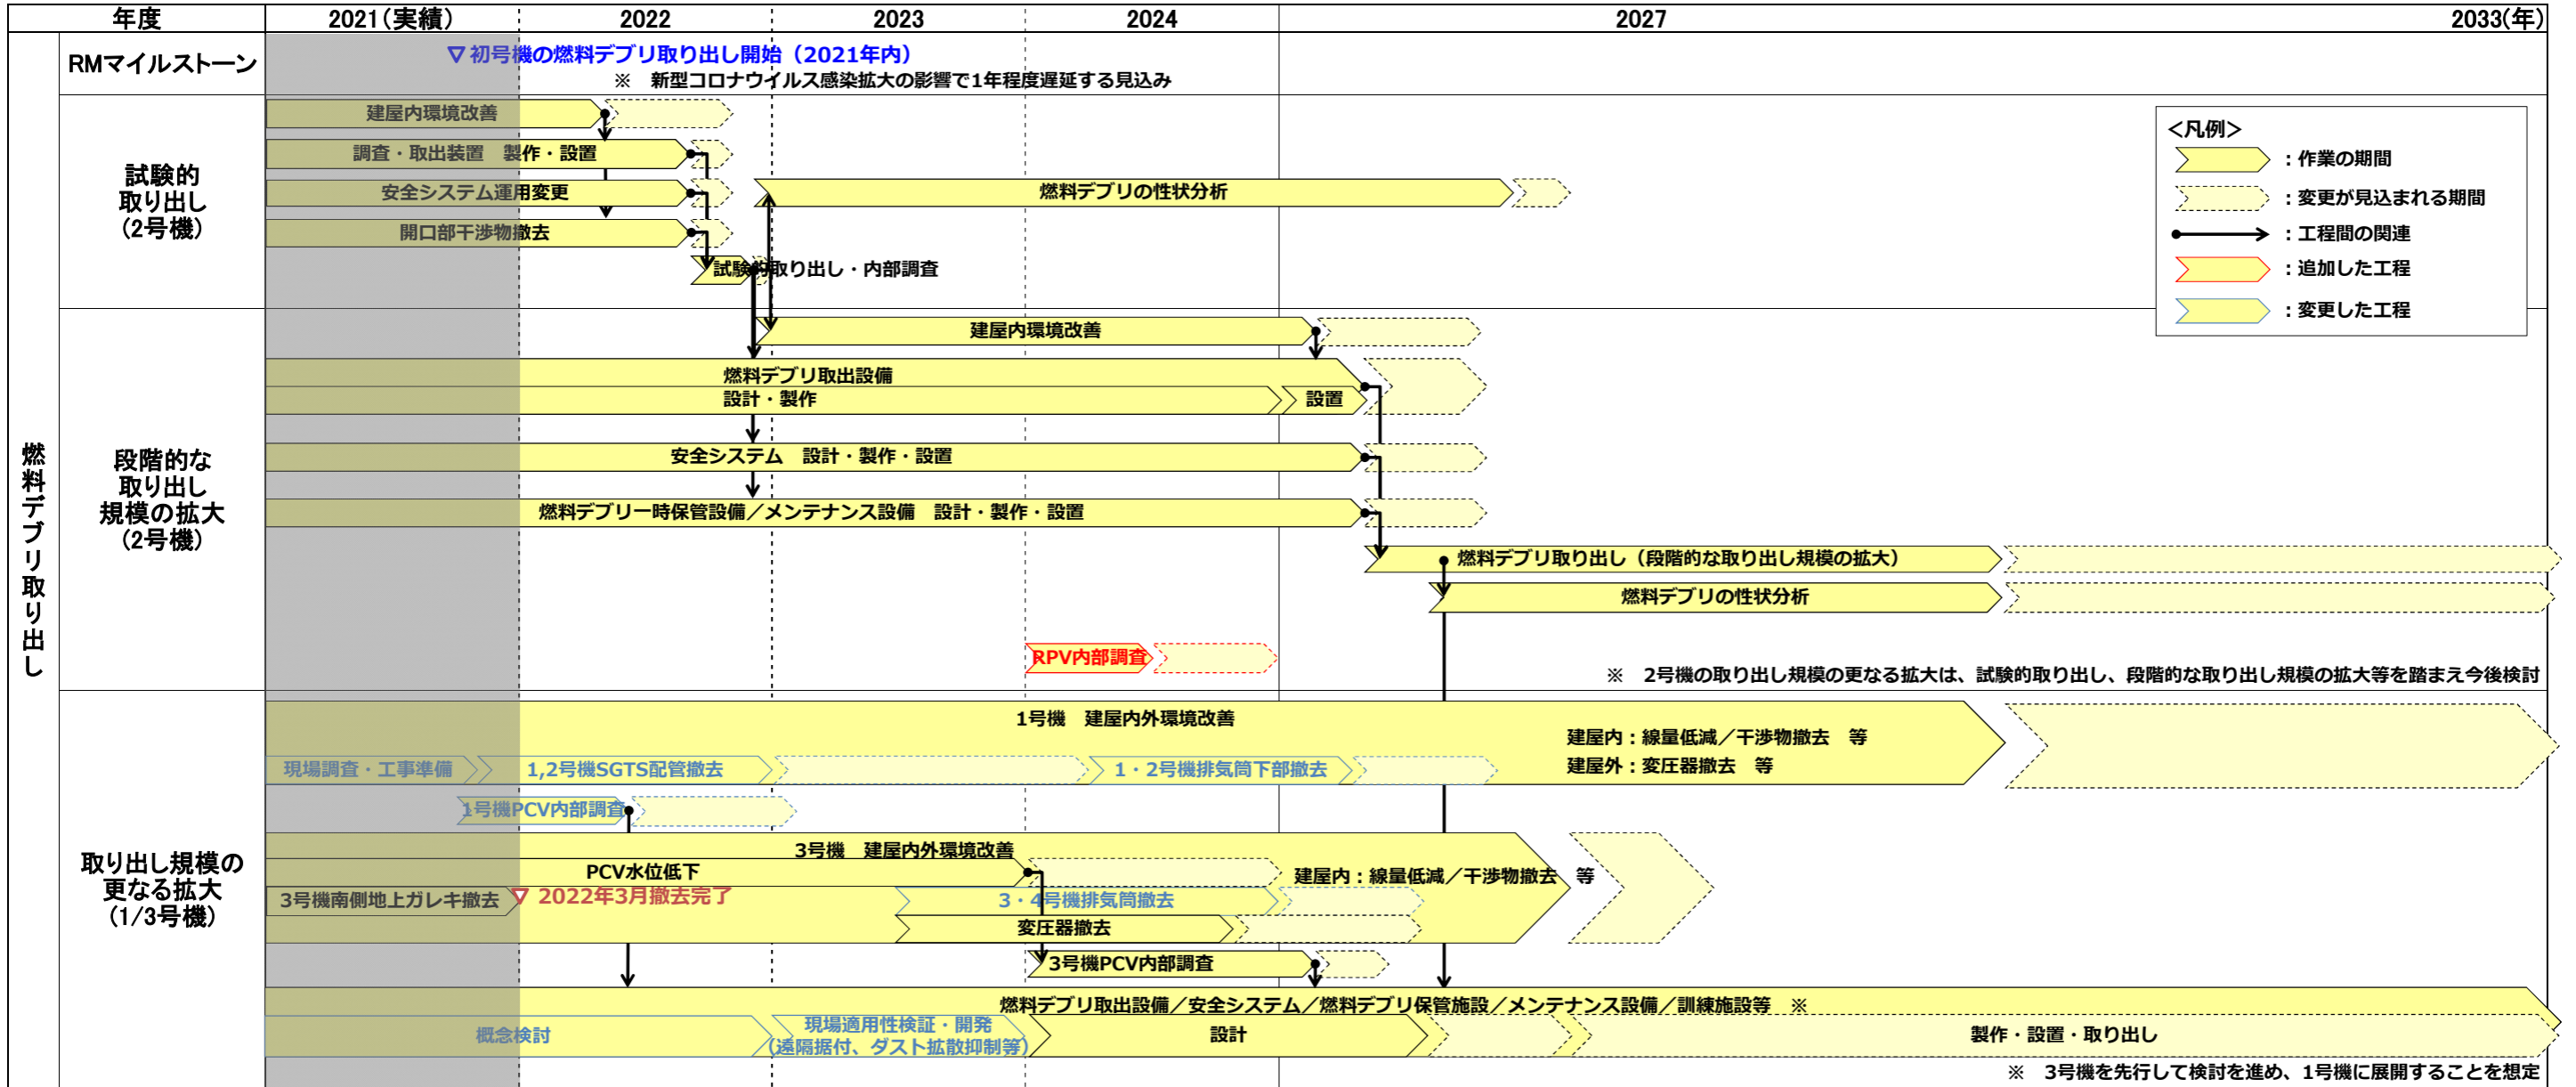 年度 2021(実績) 2022 2023 2024 2027 2033(年)
燃料デブリ取り出し
RMマイルストーン
▽初号機の燃料デブリ取り出し開始（2021年内）
※　新型コロナウイルス感染拡大の影響で1年程度遅延する見込み
試験的
取り出し
(2号機)
建屋内環境改善
調査・取出装置　製作・設置
安全システム運用変更
燃料デブリの性状分析
開口部干渉物撤去
試験的取り出し・内部調査
＜凡例＞
：作業の期間
：変更が見込まれる期間
：工程間の関連
：追加した工程
：変更した工程
段階的な
取り出し
規模の拡大
(2号機)
建屋内環境改善
燃料デブリ取出設備
設計・製作
設置
安全システム　設計・製作・設置
燃料デブリ一時保管設備／メンテナンス設備　設計・製作・設置
燃料デブリ取り出し（段階的な取り出し規模の拡大）
燃料デブリの性状分析
RPV内部調査
※　2号機の取り出し規模の更なる拡大は、試験的取り出し、段階的な取り出し規模の拡大等を踏まえ今後検討
取り出し規模の
更なる拡大
(1/3号機)
1号機　建屋内外環境改善
建屋内：線量低減／干渉物撤去　等
建屋外：変圧器撤去　等
現場調査・工事準備
1,2号機SGTS配管撤去
1・2号機排気筒下部撤去
1号機PCV内部調査
3号機　建屋内外環境改善
PCV水位低下
建屋内：線量低減／干渉物撤去　等
3号機南側地上ガレキ撤去
▽ 2022年3月撤去完了
3・4号機排気筒撤去
変圧器撤去
3号機PCV内部調査
燃料デブリ取出設備／安全システム／燃料デブリ保管施設／メンテナンス設備／訓練施設等　※
概念検討
現場適用性検証・開発
（遠隔据付、ダスト拡散抑制等）
設計
製作・設置・取り出し
※　3号機を先行して検討を進め、1号機に展開することを想定